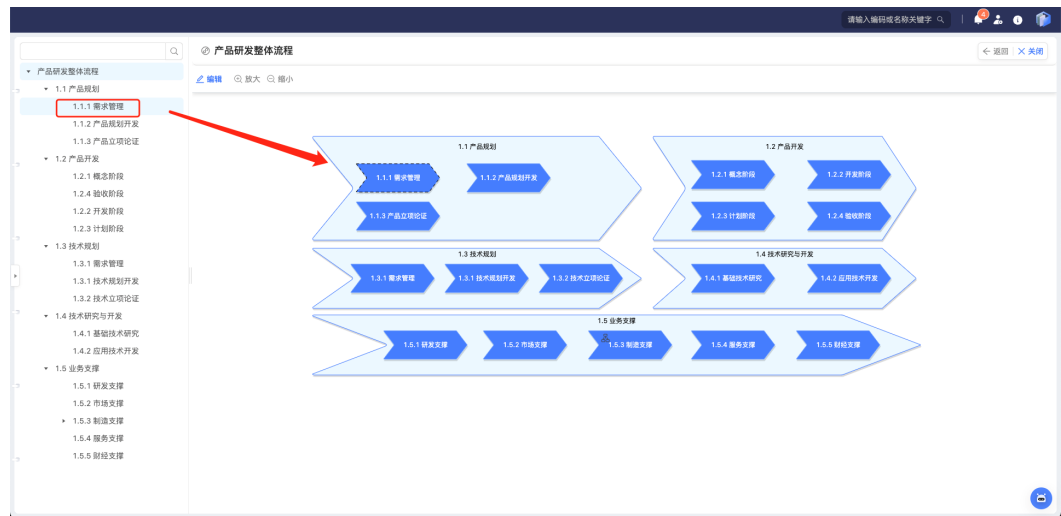 请输入编码或名称关键字
4
产品研发整体流程
返回
关闭
编辑
放大
缩小
产品研发整体流程
1.1 产品规划
1.1.1 需求管理
1.1.2 产品规划开发
1.1.3 产品立项论证
1.2 产品开发
1.2.1 概念阶段
1.2.4 验收阶段
1.2.2 开发阶段
1.2.3 计划阶段
1.3 技术规划
1.3.1 需求管理
1.3.1 技术规划开发
1.3.2 技术立项论证
1.4 技术研究与开发
1.4.1 基础技术研究
1.4.2 应用技术开发
1.5 业务支撑
1.5.1 研发支撑
1.5.2 市场支撑
1.5.3 制造支撑
1.5.4 服务支撑
1.5.5 财经支撑
1.1 产品规划
1.1.1 需求管理
1.1.2 产品规划开发
1.1.3 产品立项论证
1.2 产品开发
1.2.1 概念阶段
1.2.2 开发阶段
1.2.3 计划阶段
1.2.4 验收阶段
1.3 技术规划
1.3.1 需求管理
1.3.1 技术规划开发
1.3.2 技术立项论证
1.4 技术研究与开发
1.4.1 基础技术研究
1.4.2 应用技术开发
1.5 业务支撑
1.5.1 研发支撑
1.5.2 市场支撑
1.5.3 制造支撑
1.5.4 服务支撑
1.5.5 财经支撑